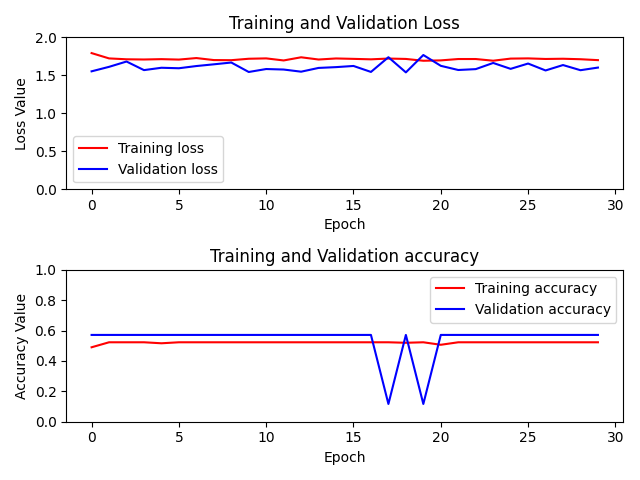 Training and Validation Loss
Loss Value
2.0
1.5
1.0
0.5
0.0
Training loss
Validation loss
0 5 10 15 20 25 30
Epoch
Training and Validation accuracy
Accuracy Value
1.0
0.8
0.6
0.4
0.2
0.0
Training accuracy
Validation accuracy
0 5 10 15 20 25 30
Epoch